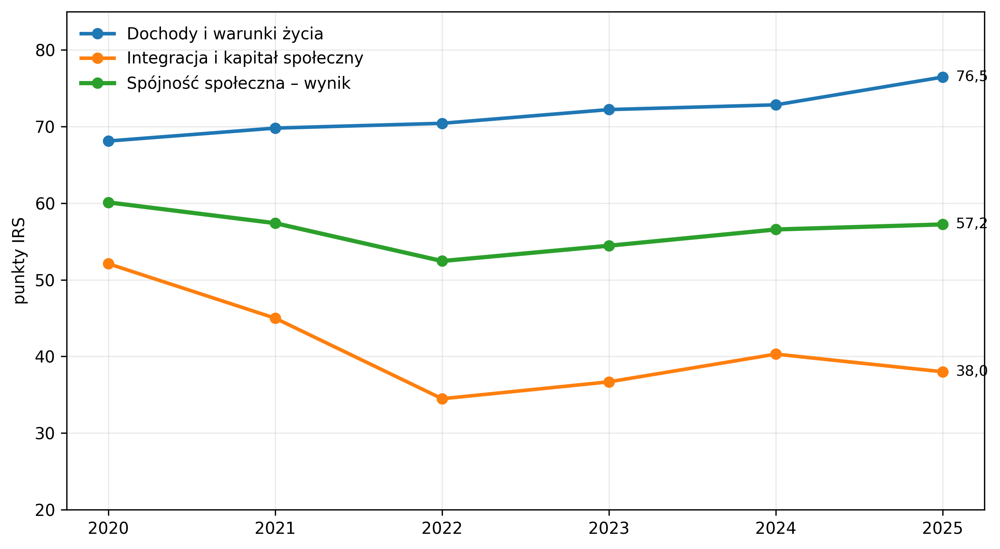 Dochody i warunki życia
Integracja i kapitał społeczny
Spójność społeczna – wynik
punkty IRS
80
70
60
50
40
30
20
76,5
57,2
38,0
2020 2021 2022 2023 2024 2025